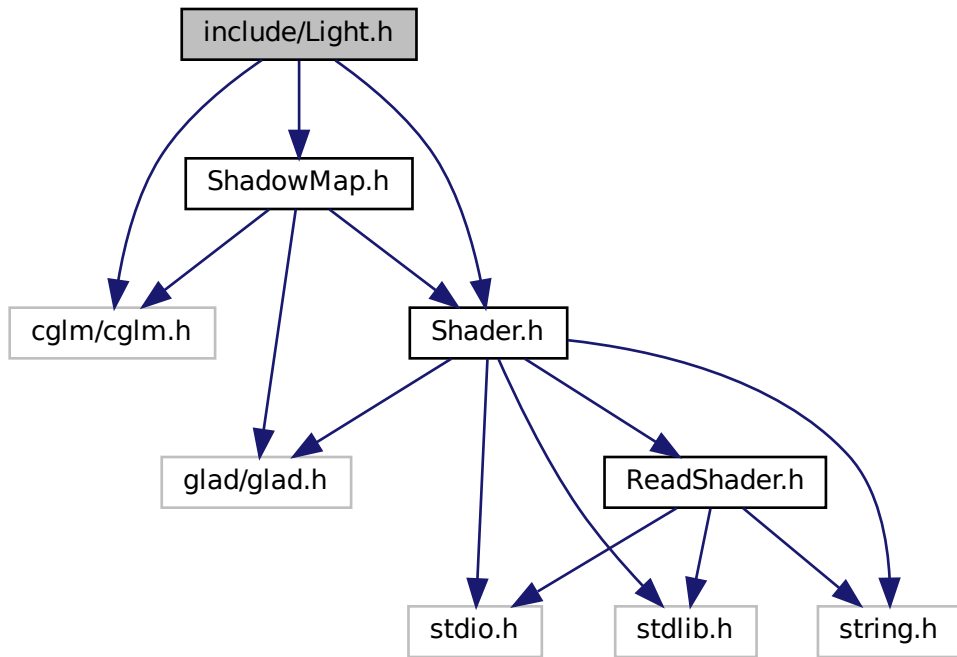 include/Light.h
ShadowMap.h
cglm/cglm.h
Shader.h
glad/glad.h
ReadShader.h
stdio.h
stdlib.h
string.h